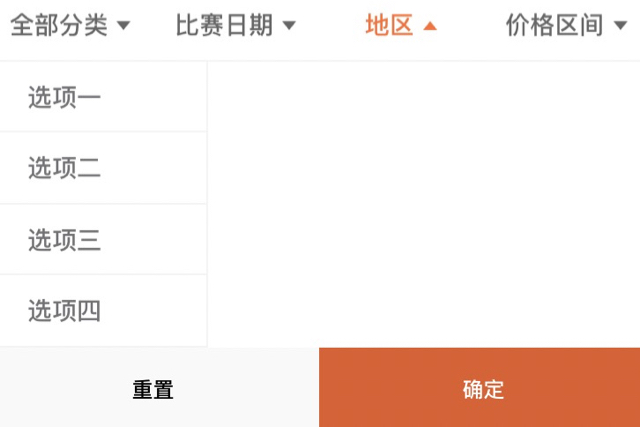 全部分类 比赛日期 地区 价格区间
选项一
选项二
选项三
选项四
重置 确定